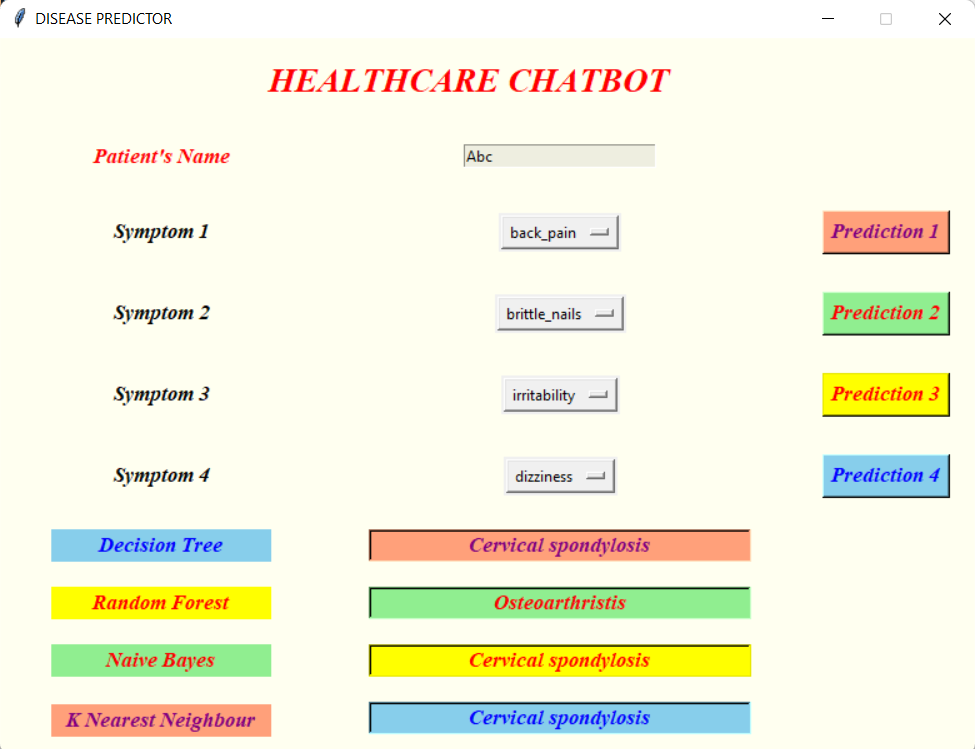 DISEASE PREDICTOR
HEALTHCARE CHATBOT
Patient's Name Abc
Symptom 1 back_pain Prediction 1
Symptom 2 brittle_nails Prediction 2
Symptom 3 irritability Prediction 3
Symptom 4 dizziness Prediction 4
Decision Tree Cervical spondylosis
Random Forest Osteoarthristis
Naive Bayes Cervical spondylosis
K Nearest Neighbour Cervical spondylosis